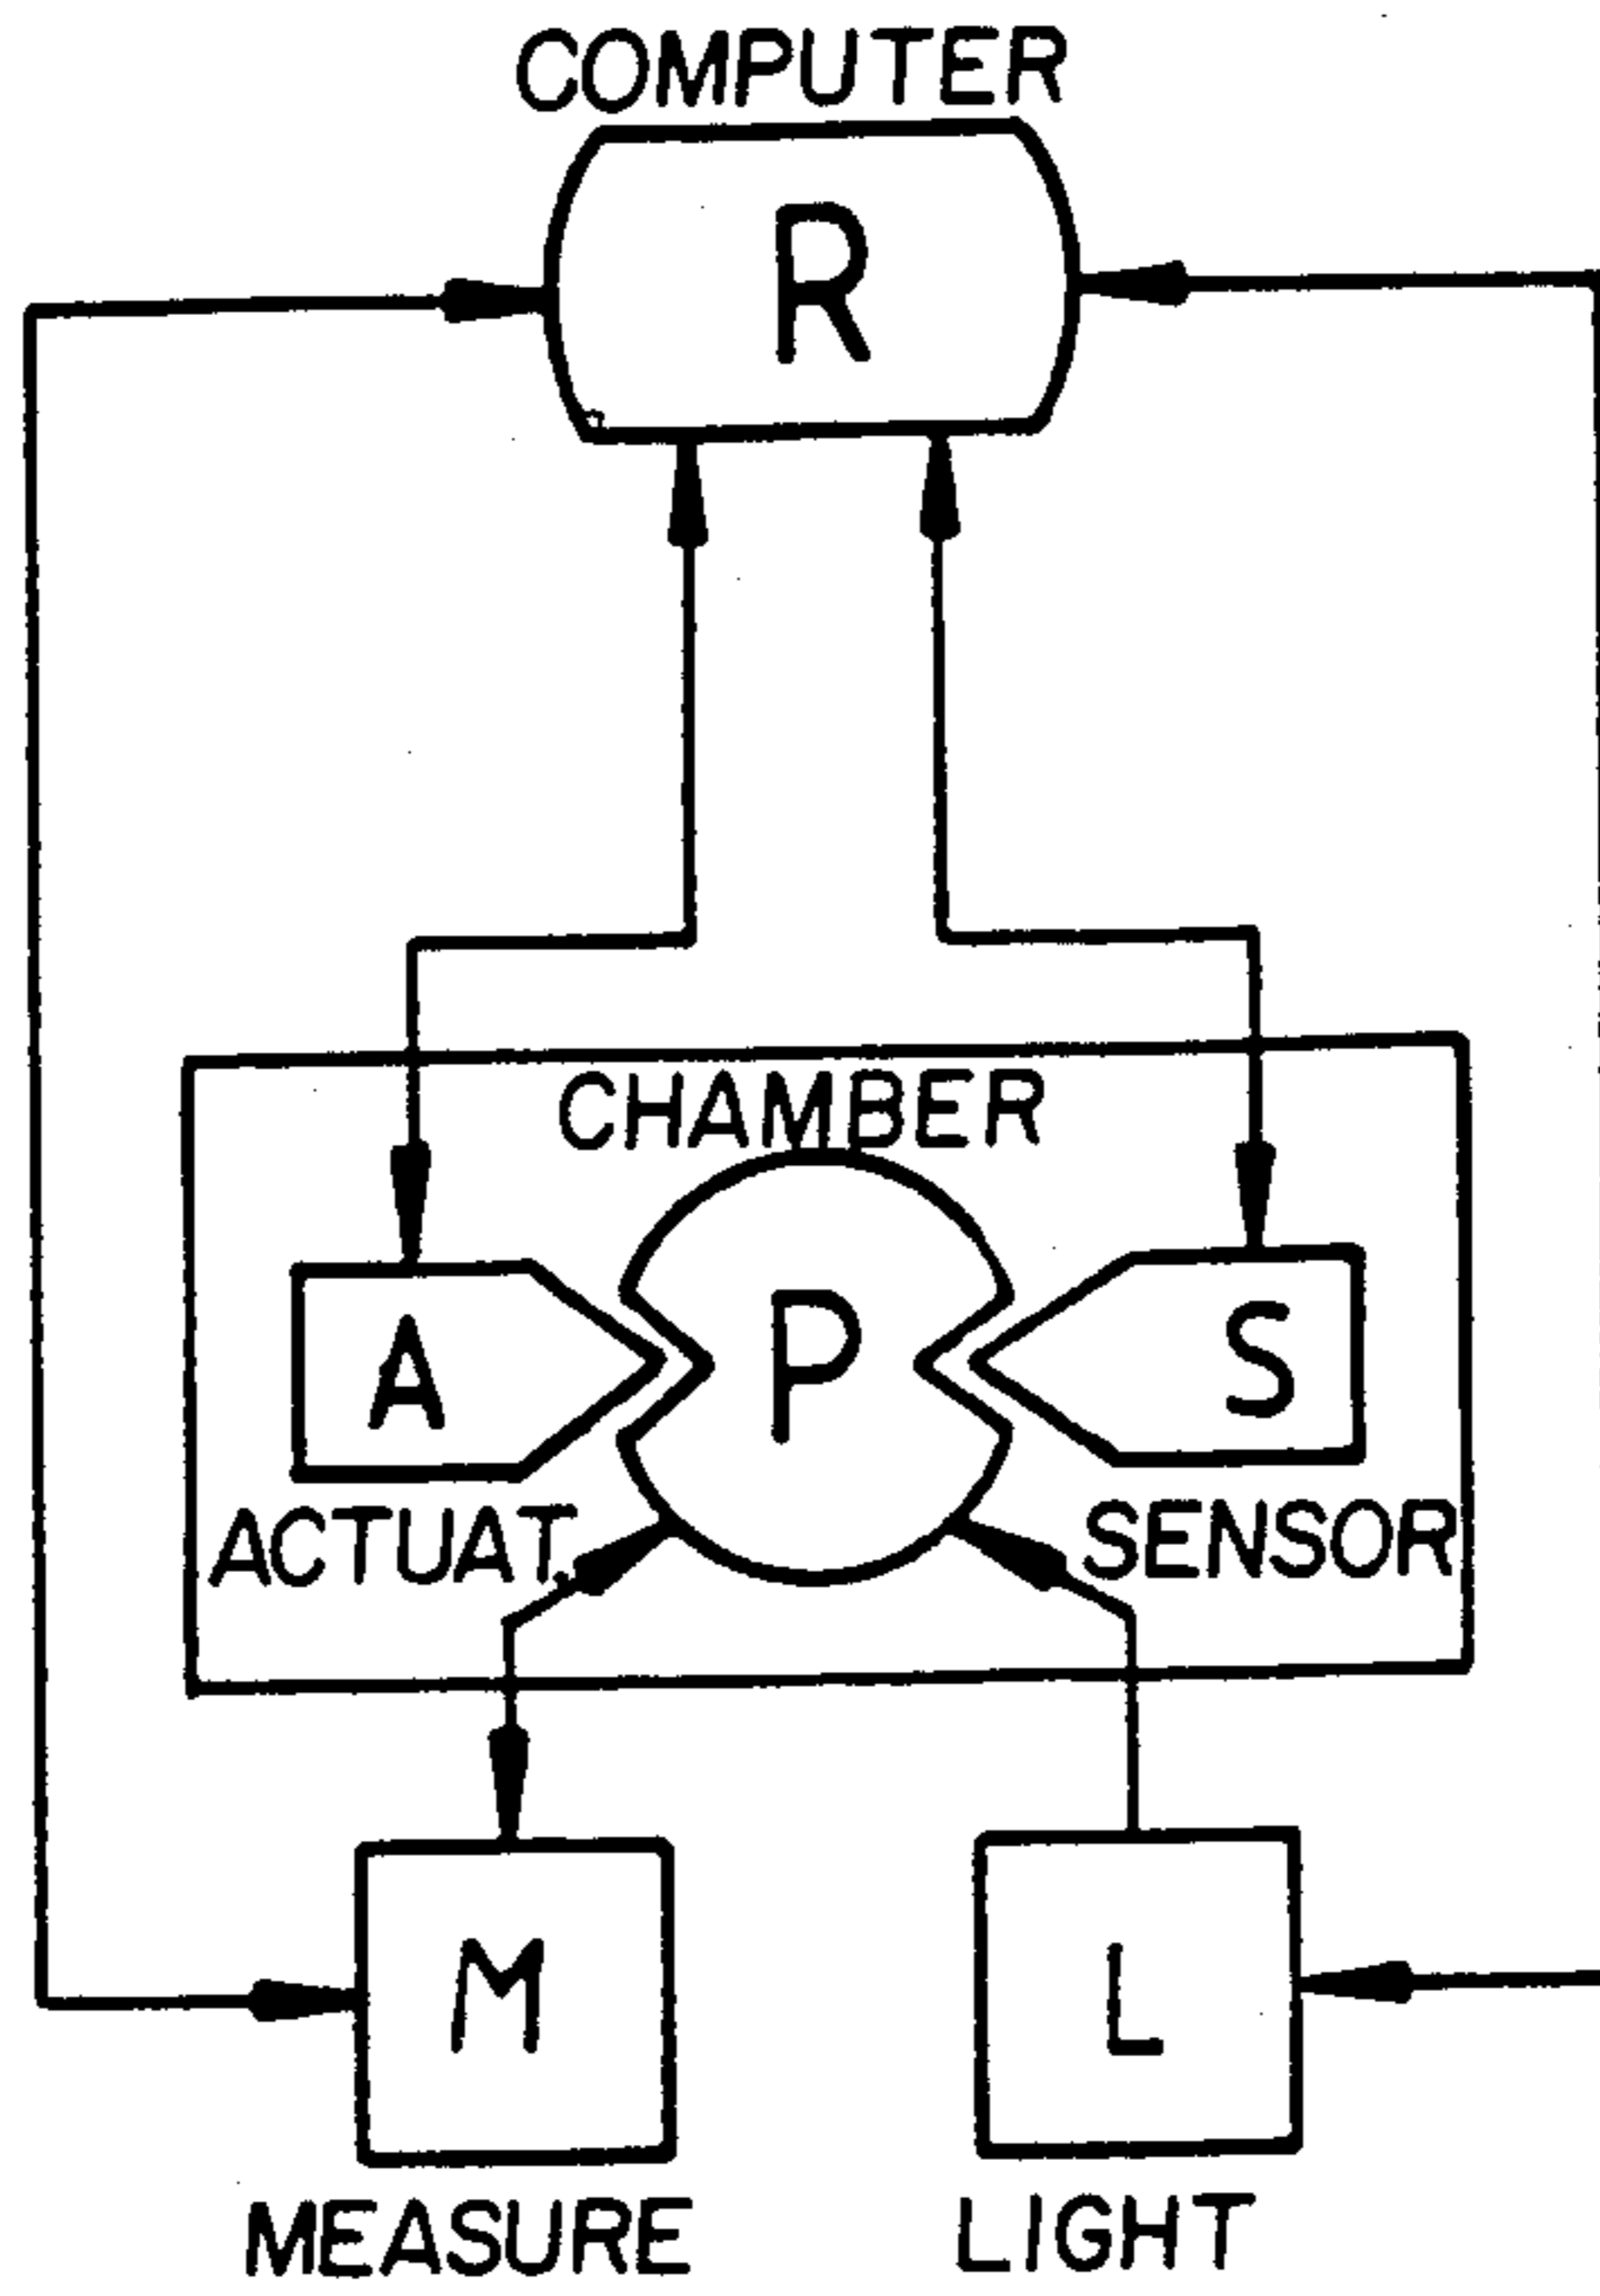 COMPUTER
R
CHAMBER
A P S
ACTUAT. SENSOR
M L
MEASURE LIGHT